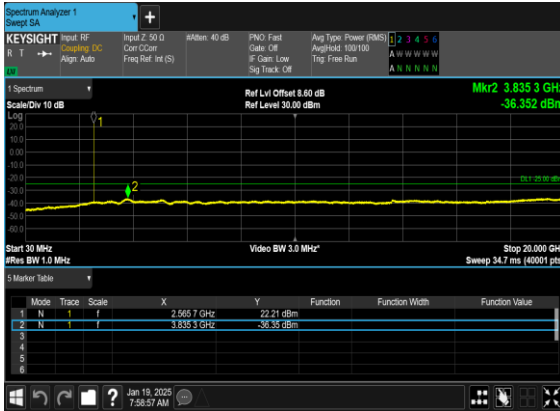 Spectrum Analyzer 1
Swept SA
+
KEYSIGHT Input: RF Input Z: 50 Ω #Atten: 40 dB PNO: Fast Avg Type: Power (RMS) 1 2 3 4 5 6
R T Coupling: DC Corr CCorr Gate: Off Avg|Hold: 100/100 A W W W W W
Align: Auto Freq Ref: Int (S) IF Gain: Low Trig: Free Run
Sig Track: Off A N N N N N
1 Spectrum Ref Lvl Offset 8.60 dB Mkr2 3.835 3 GHz
Scale/Div 10 dB Ref Level 30.00 dBm -36.352 dBm
Log
20.0
10.0
0.00
-10.0
-20.0
-30.0
-40.0
-50.0
-60.0
1
2
DL1 -25.00 dBm
Start 30 MHz Video BW 3.0 MHz* Stop 20.000 GHz
#Res BW 1.0 MHz Sweep 34.7 ms (40001 pts)
5 Marker Table
Mode Trace Scale X Y Function Function Width Function Value
1 N 1 f 2.565 7 GHz 22.21 dBm
2 N 1 f 3.835 3 GHz -36.35 dBm
3
4
5
6
? Jan 19, 2025
7:58:57 AM